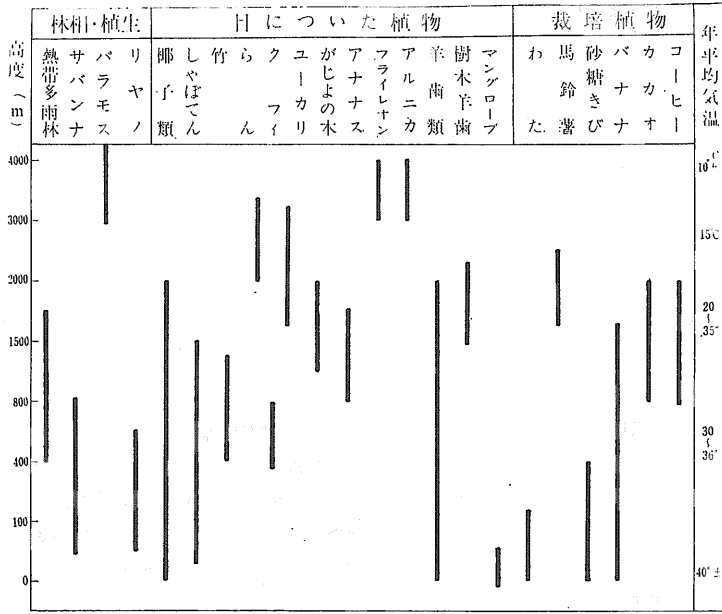 林相・植生
目についた植物
栽培植物
高度(m)
熱帯多雨林
サバンナ
パラモス
リャノ
椰子類
しゃぼてん
竹
らん
クフィ
ユーカリ
がじょの木
アナナス
フライレオン
アルニカ
羊歯類
樹木羊歯
マングローブ
わた
馬鈴薯
砂糖きび
バナナ
カカオ
コーヒー
年平均気温
4000
3000
2000
1500
800
400
100
0
10℃±
15℃
20〜35°
30〜36°
40°±